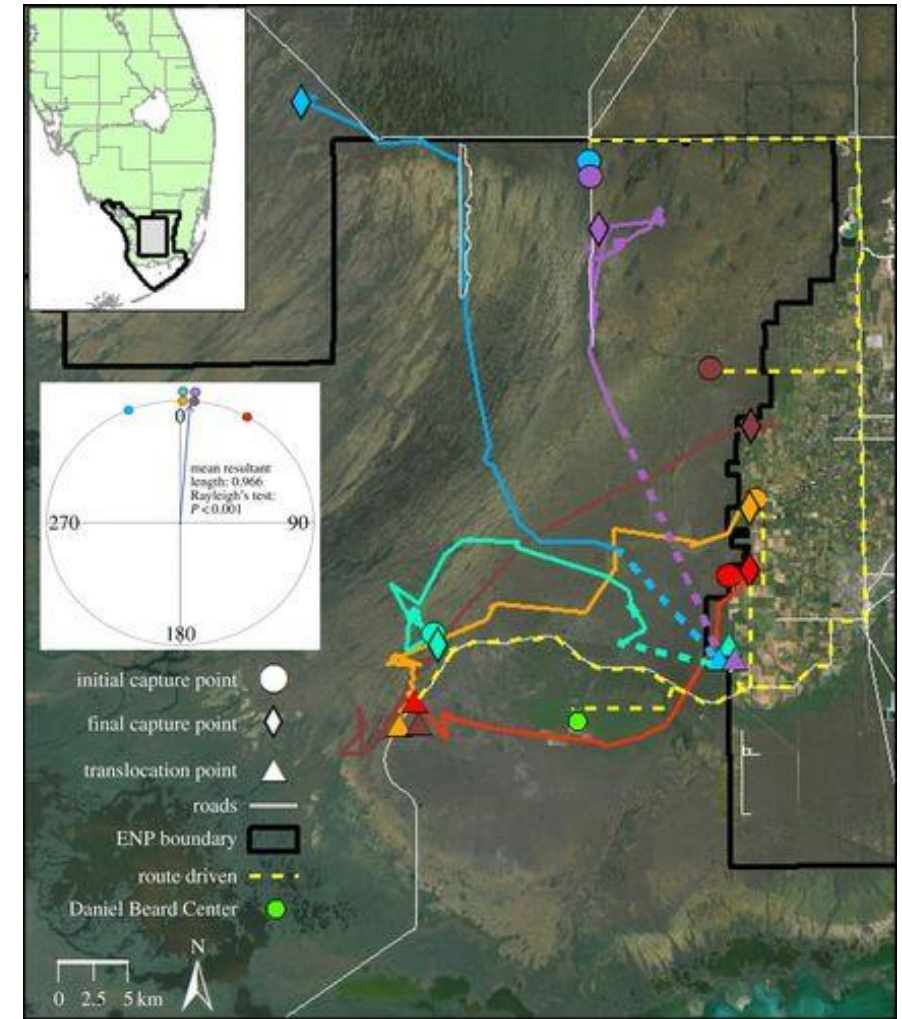 0
mean resultant
length: 0.966
Rayleigh's test:
P < 0.001
270
90
180
initial capture point
final capture point
translocation point
roads
ENP boundary
route driven
Daniel Beard Center
N
0 2.5 5 km